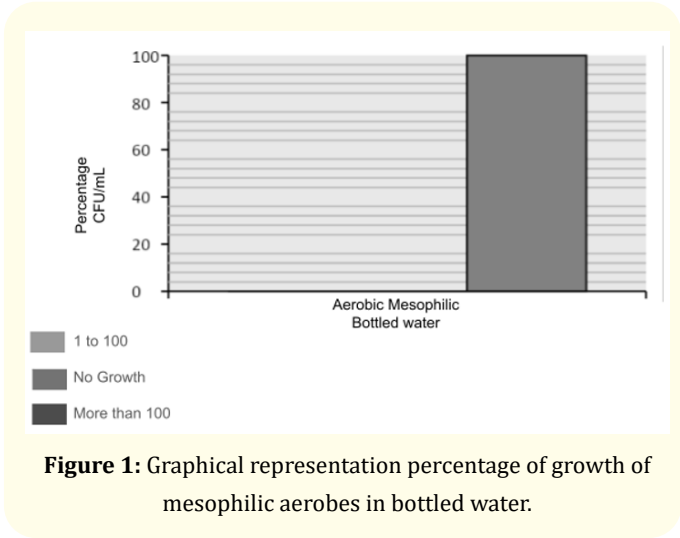 100
80
60
40
20
0
Percentage
CFU/mL
Aerobic Mesophilic
Bottled water
1 to 100
No Growth
More than 100
Figure 1: Graphical representation percentage of growth of
mesophilic aerobes in bottled water.